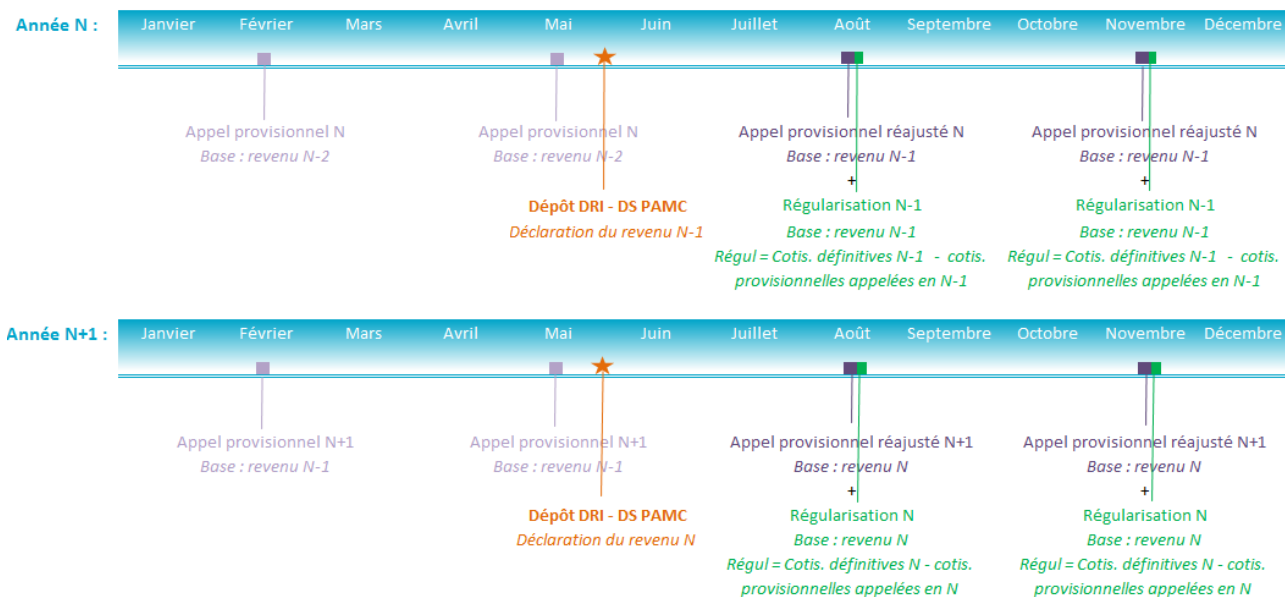 Année N : Janvier Février Mars Avril Mai Juin Juillet Août Septembre Octobre Novembre Décembre
Appel provisionnel N Appel provisionnel N Appel provisionnel réajusté N Appel provisionnel réajusté N
Base : revenu N-2 Base : revenu N-2 Base : revenu N-1 Base : revenu N-1
+ +
Dépôt DRI - DS PAMC Régularisation N-1 Régularisation N-1
Déclaration du revenu N-1 Base : revenu N-1 Base : revenu N-1
Régul = Cotis. définitives N-1 - cotis. Régul = Cotis. définitives N-1 - cotis.
provisionnelles appelées en N-1 provisionnelles appelées en N-1
Année N+1 : Janvier Février Mars Avril Mai Juin Juillet Août Septembre Octobre Novembre Décembre
Appel provisionnel N+1 Appel provisionnel N+1 Appel provisionnel réajusté N+1 Appel provisionnel réajusté N+1
Base : revenu N-1 Base : revenu N-1 Base : revenu N Base : revenu N
+ +
Dépôt DRI - DS PAMC Régularisation N Régularisation N
Déclaration du revenu N Base : revenu N Base : revenu N
Régul = Cotis. définitives N - cotis. Régul = Cotis. définitives N - cotis.
provisionnelles appelées en N provisionnelles appelées en N